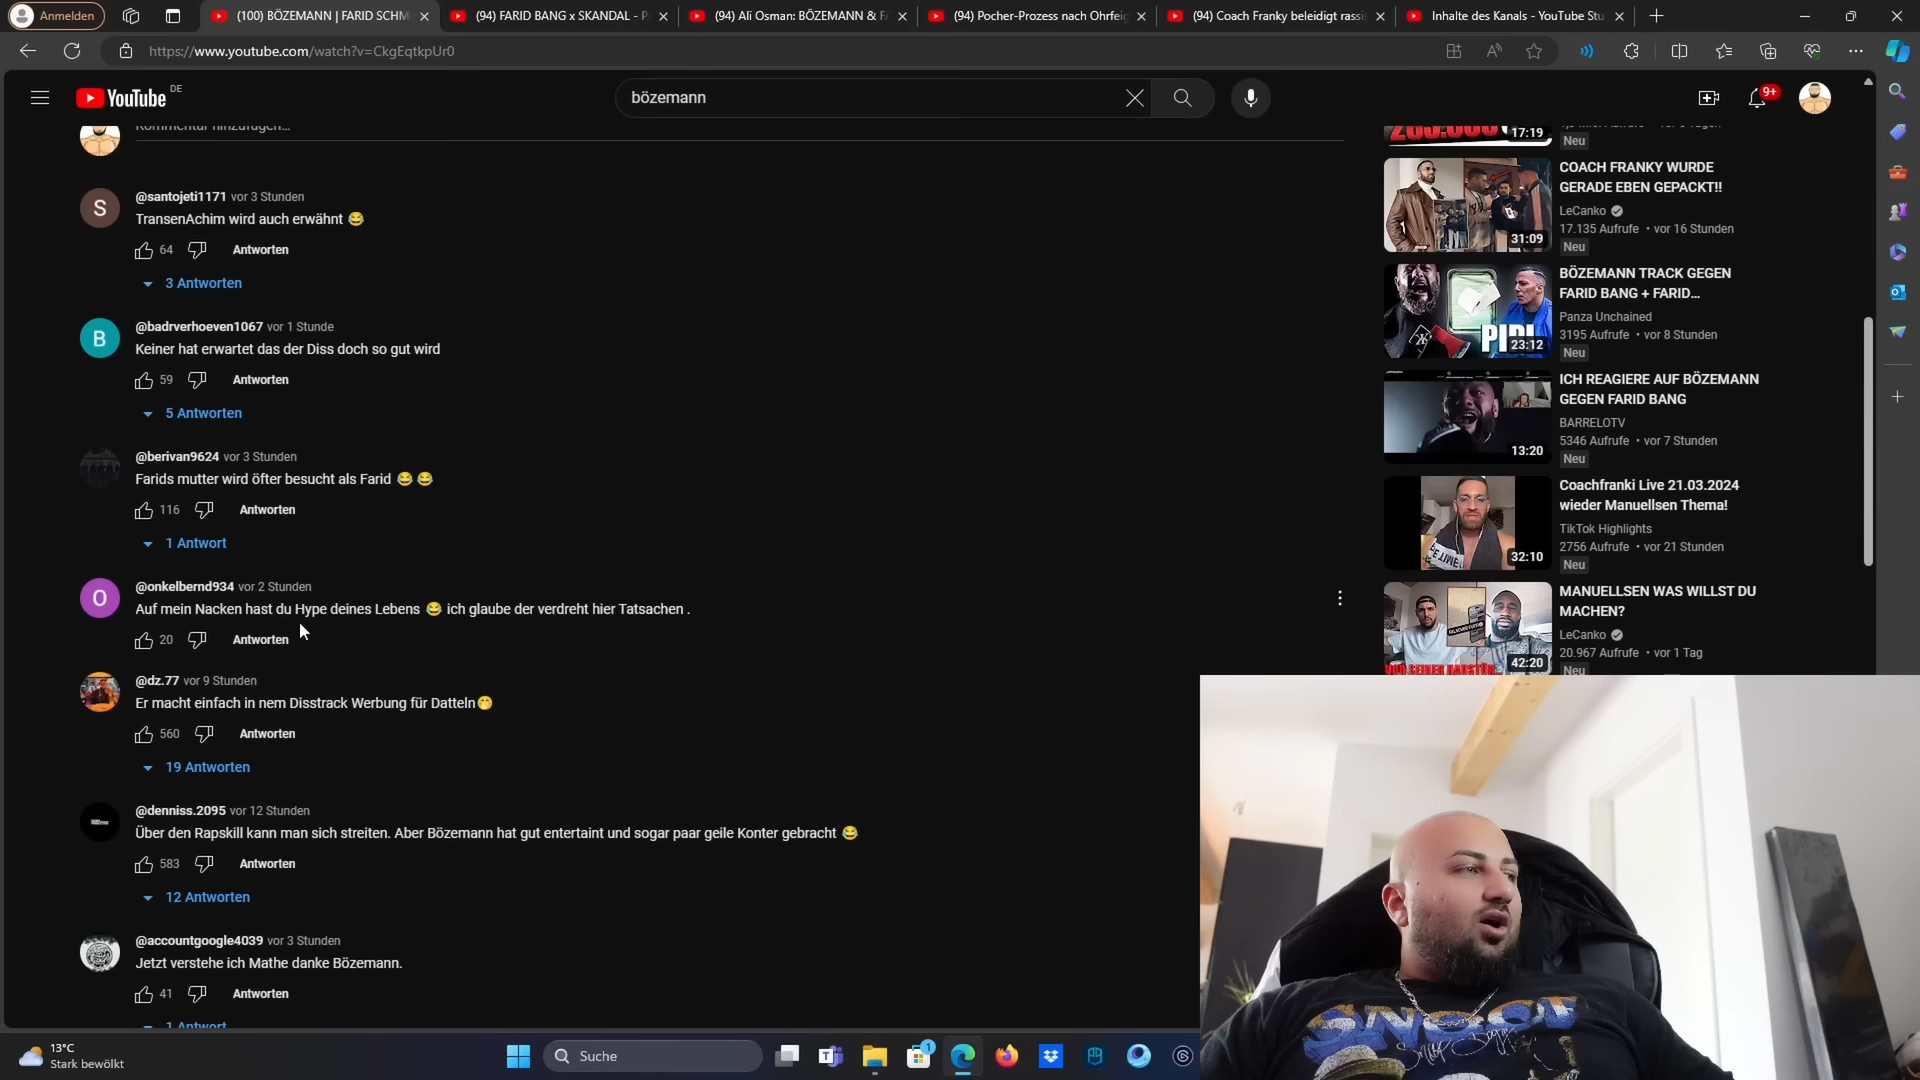 Anmelden
(100) BÖZEMANN | FARID SCHM
(94) FARID BANG x SKANDAL - P
(94) Ali Osman: BÖZEMANN & FA
(94) Pocher-Prozess nach Ohrfeig
(94) Coach Franky beleidigt rassi
Inhalte des Kanals - YouTube Stu
https://www.youtube.com/watch?v=CkgEqtkpUr0
YouTube DE
bözemann
9+
Kommentar hinzufügen...
@santojeti1171 vor 3 Stunden
TransenAchim wird auch erwähnt 😂
64 Antworten
3 Antworten
@badrverhoeven1067 vor 1 Stunde
Keiner hat erwartet das der Diss doch so gut wird
59 Antworten
5 Antworten
@berivan9624 vor 3 Stunden
Farids mutter wird öfter besucht als Farid 😂 😂
116 Antworten
1 Antwort
@onkelbernd934 vor 2 Stunden
Auf mein Nacken hast du Hype deines Lebens 😂 ich glaube der verdreht hier Tatsachen .
20 Antworten
@dz.77 vor 9 Stunden
Er macht einfach in nem Disstrack Werbung für Datteln🤭
560 Antworten
19 Antworten
@denniss.2095 vor 12 Stunden
Über den Rapskill kann man sich streiten. Aber Bözemann hat gut entertaint und sogar paar geile Konter gebracht 😂
583 Antworten
12 Antworten
@accountgoogle4039 vor 3 Stunden
Jetzt verstehe ich Mathe danke Bözemann.
41 Antworten
1 Antwort
17:19
Neu
31:09
COACH FRANKY WURDE
GERADE EBEN GEPACKT!!
LeCanko
17.135 Aufrufe • vor 16 Stunden
Neu
PIDI
23:12
BÖZEMANN TRACK GEGEN
FARID BANG + FARID...
Panza Unchained
3195 Aufrufe • vor 8 Stunden
Neu
13:20
ICH REAGIERE AUF BÖZEMANN
GEGEN FARID BANG
BARRELOTV
5346 Aufrufe • vor 7 Stunden
Neu
32:10
Coachfranki Live 21.03.2024
wieder Manuellsen Thema!
TikTok Highlights
2756 Aufrufe • vor 21 Stunden
Neu
42:20
MANUELLSEN WAS WILLST DU
MACHEN?
LeCanko
20.967 Aufrufe • vor 1 Tag
Neu
SNOOP
13°C
Stark bewölkt
Suche
1